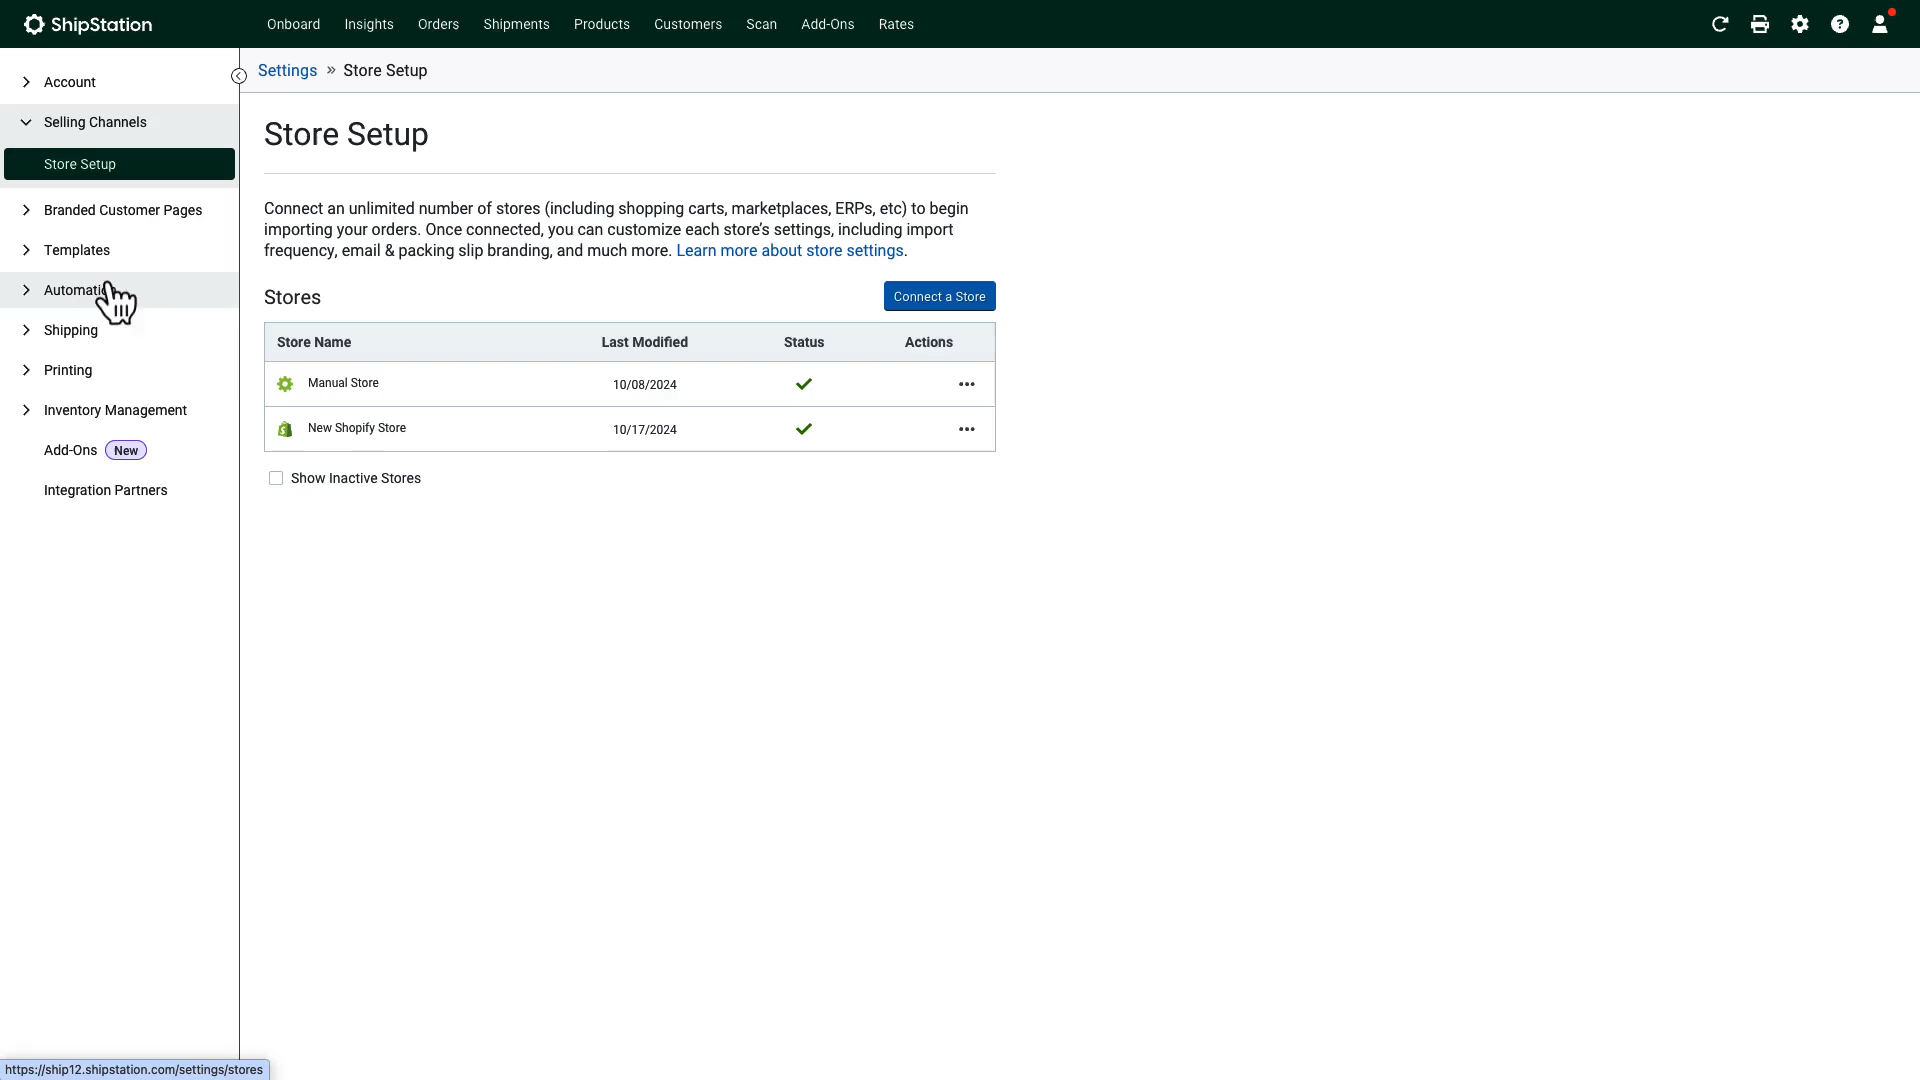 ShipStation
Onboard Insights Orders Shipments Products Customers Scan Add-Ons Rates
Account
Selling Channels
Store Setup
Branded Customer Pages
Templates
Shipping
Printing
Inventory Management
Add-Ons New
Integration Partners
Settings » Store Setup
Store Setup
Connect an unlimited number of stores (including shopping carts, marketplaces, ERPs, etc) to begin
importing your orders. Once connected, you can customize each store’s settings, including import
frequency, email & packing slip branding, and much more. Learn more about store settings.
Stores
Connect a Store
Store Name Last Modified Status Actions
Manual Store 10/08/2024
New Shopify Store 10/17/2024
Show Inactive Stores
https://ship12.shipstation.com/settings/stores